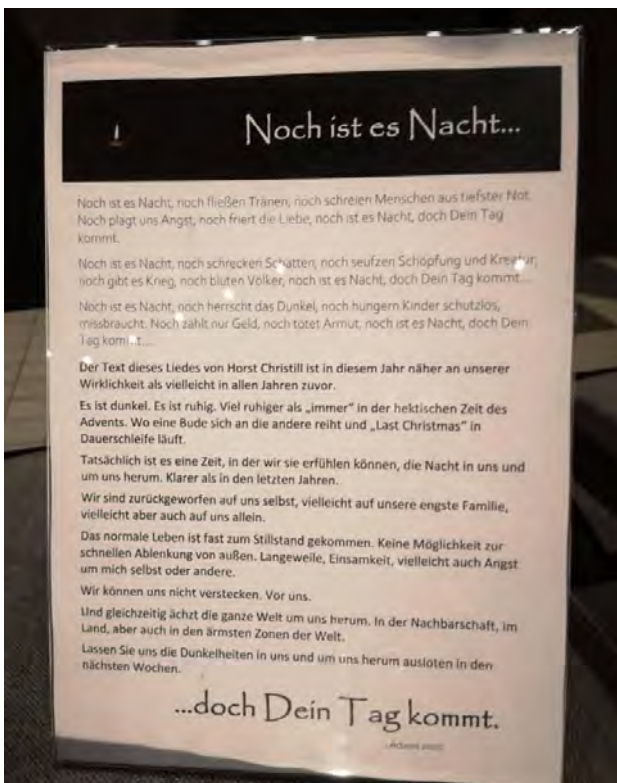 Noch ist es Nacht...
Noch ist es Nacht, noch fließen Tränen, noch schreien Menschen aus tiefster Not.
Noch plagt uns Angst, noch friert die Liebe, noch ist es Nacht, doch Dein Tag
kommt.
Noch ist es Nacht, noch schrecken Schatten, noch seufzen Schöpfung und Kreatur,
noch gibt es Krieg, noch bluten Völker, noch ist es Nacht, doch Dein Tag kommt...
Noch ist es Nacht, noch herrscht das Dunkel, noch hungern Kinder schutzlos,
missbraucht. Noch zählt nur Geld, noch tötet Armut, noch ist es Nacht, doch Dein
Tag kommt....
Der Text dieses Liedes von Horst Christill ist in diesem Jahr näher an unserer
Wirklichkeit als vielleicht in allen Jahren zuvor.
Es ist dunkel. Es ist ruhig. Viel ruhiger als „immer" in der hektischen Zeit des
Advents. Wo eine Bude sich an die andere reiht und „Last Christmas" in
Dauerschleife läuft.
Tatsächlich ist es eine Zeit, in der wir sie erfühlen können, die Nacht in uns und
um uns herum. Klarer als in den letzten Jahren.
Wir sind zurückgeworfen auf uns selbst, vielleicht auf unsere engste Familie,
vielleicht aber auch auf uns allein.
Das normale Leben ist fast zum Stillstand gekommen. Keine Möglichkeit zur
schnellen Ablenkung von außen. Langeweile, Einsamkeit, vielleicht auch Angst
um mich selbst oder andere.
Wir können uns nicht verstecken. Vor uns.
Und gleichzeitig ächzt die ganze Welt um uns herum. In der Nachbarschaft, im
Land, aber auch in den ärmsten Zonen der Welt.
Lassen Sie uns die Dunkelheiten in uns und um uns herum ausloten in den
nächsten Wochen.
...doch Dein Tag kommt.